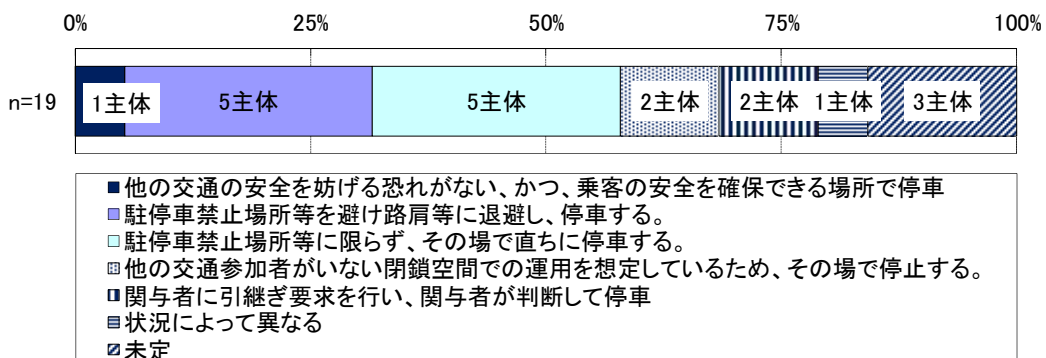 0% 25% 50% 75% 100%
n=19 1主体 5主体 5主体 2主体 2主体 1主体 3主体
他の交通の安全を妨げる恐れがない、かつ、乗客の安全を確保できる場所で停車
駐停車禁止場所等を避け路肩等に退避し、停車する。
駐停車禁止場所等に限らず、その場で直ちに停車する。
他の交通参加者がいない閉鎖空間での運用を想定しているため、その場で停止する。
関与者に引継ぎ要求を行い、関与者が判断して停車
状況によって異なる
未定